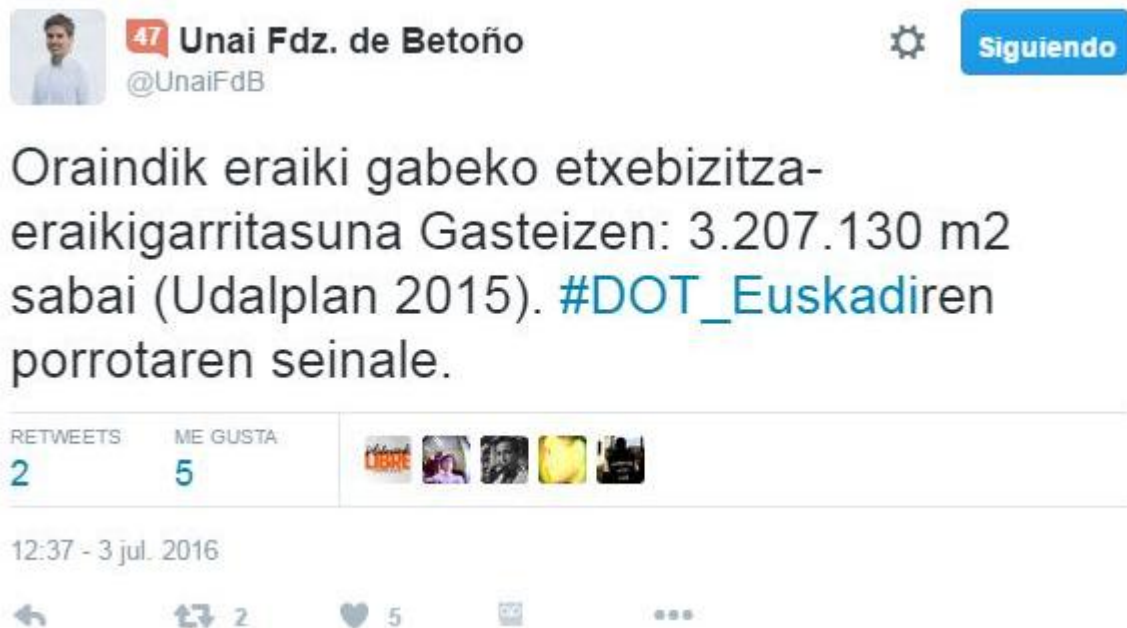 47 Unai Fdz. de Betoño
@UnaiFdB
Siguiendo
Oraindik eraiki gabeko etxebizitza-
eraikigarritasuna Gasteizen: 3.207.130 m2
sabai (Udalplan 2015). #DOT_Euskadiren
porrotaren seinale.
RETWEETS
2
ME GUSTA
5
LIBRE
12:37 - 3 jul. 2016
2
5